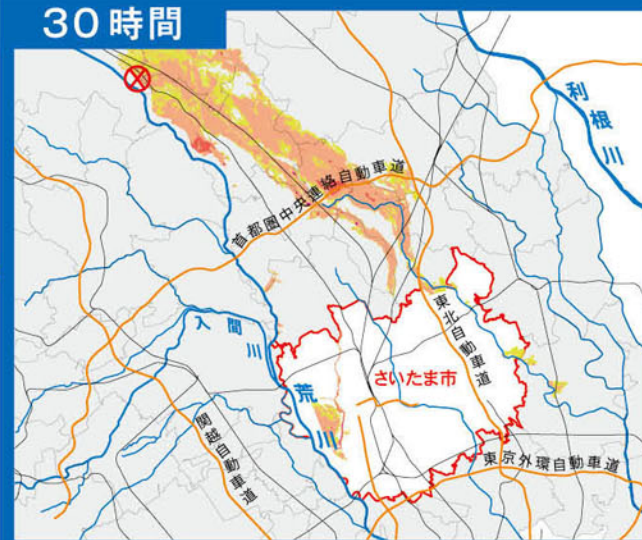 30時間
利根川
首都圏中央連絡自動車道
入間川
東北自動車道
さいたま市
荒川
関越自動車道
東京外環自動車道